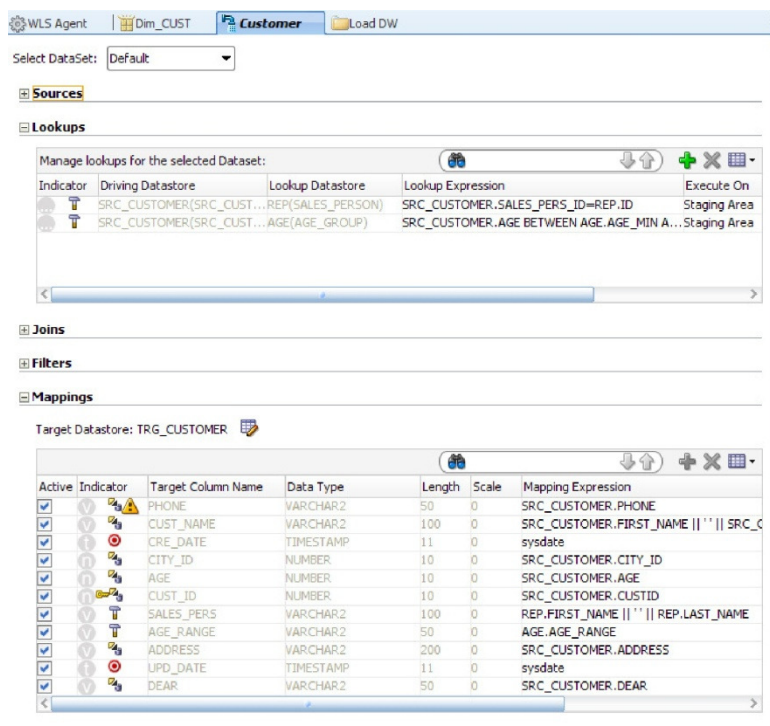 WLS Agent Dim_CUST Customer Load DW
Select DataSet: Default
Sources
Lookups
Manage lookups for the selected Dataset:
Indicator Driving Datastore Lookup Datastore Lookup Expression Execute On
SRC_CUSTOMER(SRC_CUST... REP(SALES_PERSON) SRC_CUSTOMER.SALES_PERS_ID=REP.ID Staging Area
SRC_CUSTOMER(SRC_CUST... AGE(AGE_GROUP) SRC_CUSTOMER.AGE BETWEEN AGE.AGE_MIN A... Staging Area
Joins
Filters
Mappings
Target Datastore: TRG_CUSTOMER
Active Indicator Target Column Name Data Type Length Scale Mapping Expression
v PHONE VARCHAR2 50 0 SRC_CUSTOMER.PHONE
v CUST_NAME VARCHAR2 100 0 SRC_CUSTOMER.FIRST_NAME || ' ' || SRC_C
t CRE_DATE TIMESTAMP 11 0 sysdate
n CITY_ID NUMBER 10 0 SRC_CUSTOMER.CITY_ID
n AGE NUMBER 10 0 SRC_CUSTOMER.AGE
n CUST_ID NUMBER 10 0 SRC_CUSTOMER.CUSTID
v SALES_PERS VARCHAR2 100 0 REP.FIRST_NAME || ' ' || REP.LAST_NAME
v AGE_RANGE VARCHAR2 50 0 AGE.AGE_RANGE
v ADDRESS VARCHAR2 200 0 SRC_CUSTOMER.ADDRESS
t UPD_DATE TIMESTAMP 11 0 sysdate
v DEAR VARCHAR2 50 0 SRC_CUSTOMER.DEAR